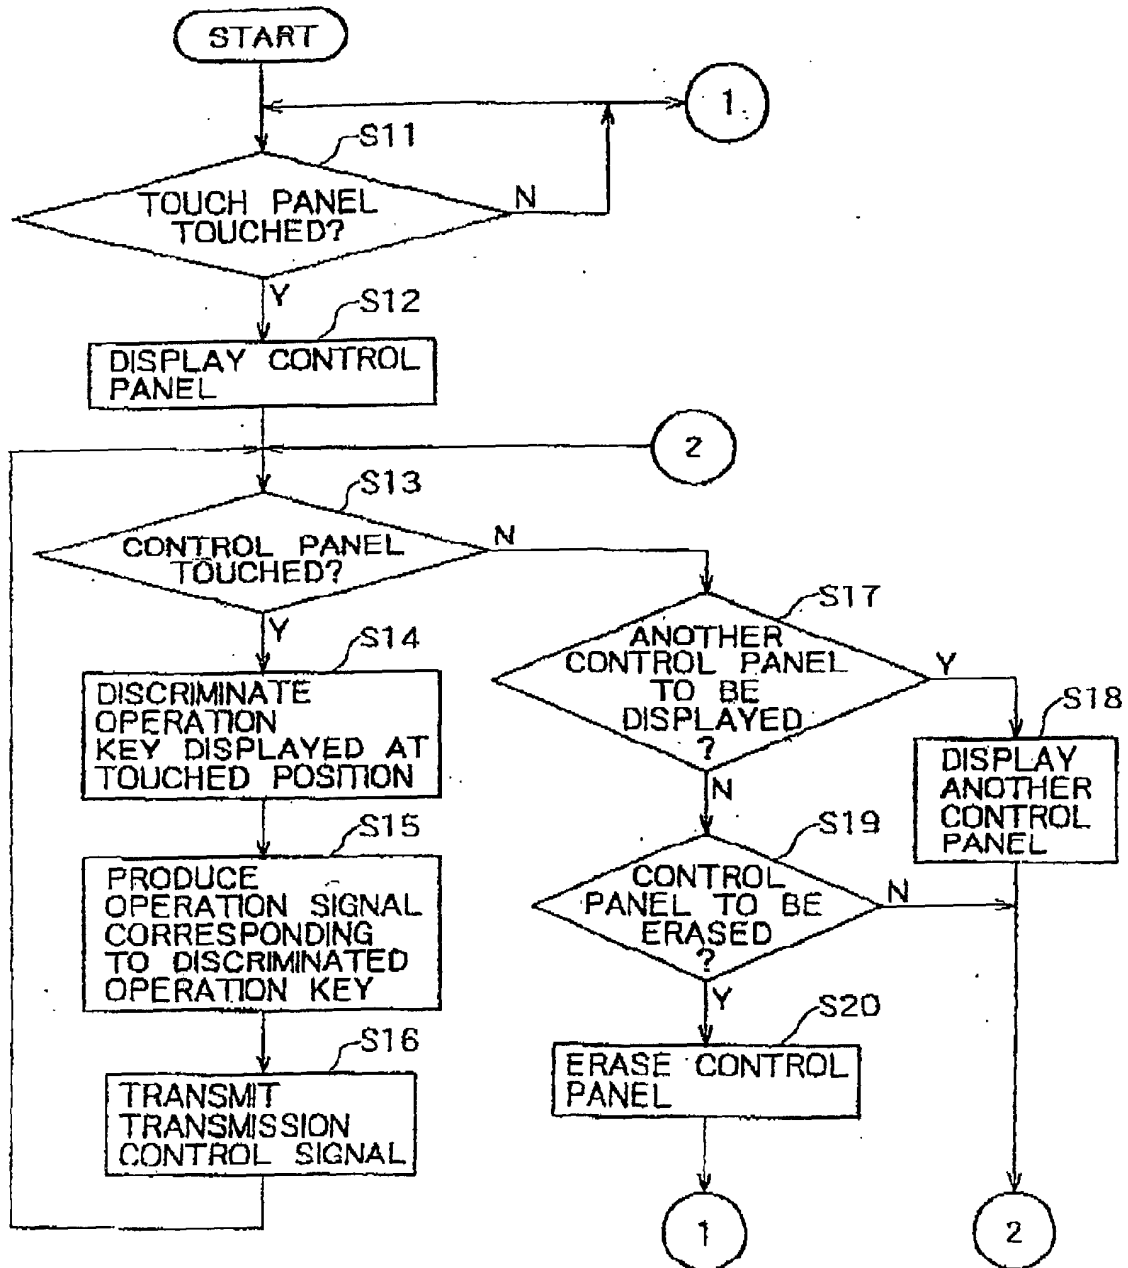 START
1
S11
TOUCH PANEL
TOUCHED?
N
Y
S12
DISPLAY CONTROL
PANEL
2
S13
CONTROL PANEL
TOUCHED?
N
Y
S14
DISCRIMINATE
OPERATION
KEY DISPLAYED AT
TOUCHED POSITION
S15
PRODUCE
OPERATION SIGNAL
CORRESPONDING
TO DISCRIMINATED
OPERATION KEY
S16
TRANSMIT
TRANSMISSION
CONTROL SIGNAL
S17
ANOTHER
CONTROL PANEL
TO BE
DISPLAYED
?
Y
N
S18
DISPLAY
ANOTHER
CONTROL
PANEL
S19
CONTROL
PANEL TO BE
ERASED
?
N
Y
S20
ERASE CONTROL
PANEL
1
2